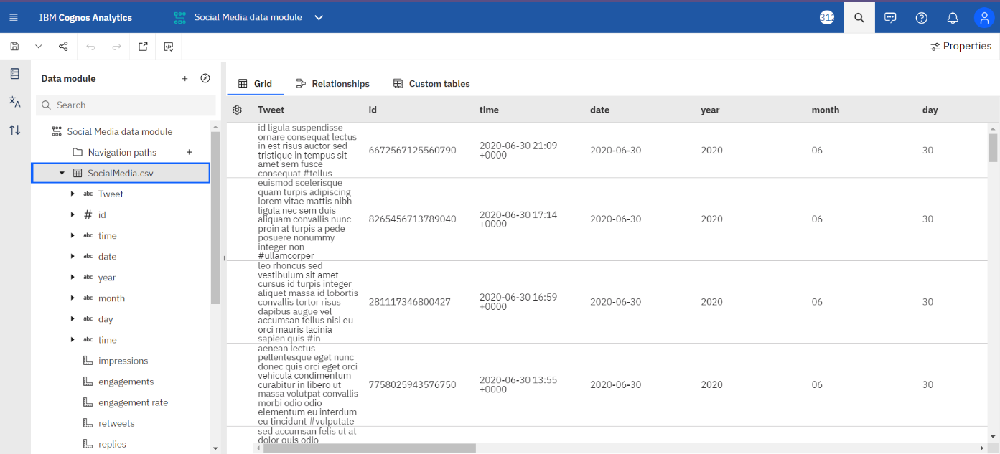 IBM Cognos Analytics
Social Media data module
312
Properties
Data module
Search
Social Media data module
Navigation paths
SocialMedia.csv
abc Tweet
# id
abc time
abc date
abc year
abc month
abc day
abc time
impressions
engagements
engagement rate
retweets
replies
Grid Relationships Custom tables
Tweet id time date year month day
id ligula suspendisse
ornare consequat lectus
in est risus auctor sed
tristique in tempus sit
amet sem fusce
consequat #tellus
6672567125560790
2020-06-30 21:09
+0000
2020-06-30
2020
06
30
euismod scelerisque
quam turpis adipiscing
lorem vitae mattis nibh
ligula nec sem duis
aliquam convallis nunc
proin at turpis a pede
posuere nonummy
integer non
#ullamcorper
8265456713789040
2020-06-30 17:14
+0000
2020-06-30
2020
06
30
leo rhoncus sed
vestibulum sit amet
cursus id turpis integer
aliquet massa id lobortis
convallis tortor risus
dapibus augue vel
accumsan tellus nisi eu
orci mauris lacinia
sapien quis #in
281117346800427
2020-06-30 16:59
+0000
2020-06-30
2020
06
30
aenean lectus
pellentesque eget nunc
donec quis orci eget orci
vehicula condimentum
curabitur in libero ut
massa volutpat convallis
morbi odio odio
elementum eu interdum
eu tincidunt #vulputate
7758025943576750
2020-06-30 13:55
+0000
2020-06-30
2020
06
30
sed accumsan felis ut at
dolor quis odio